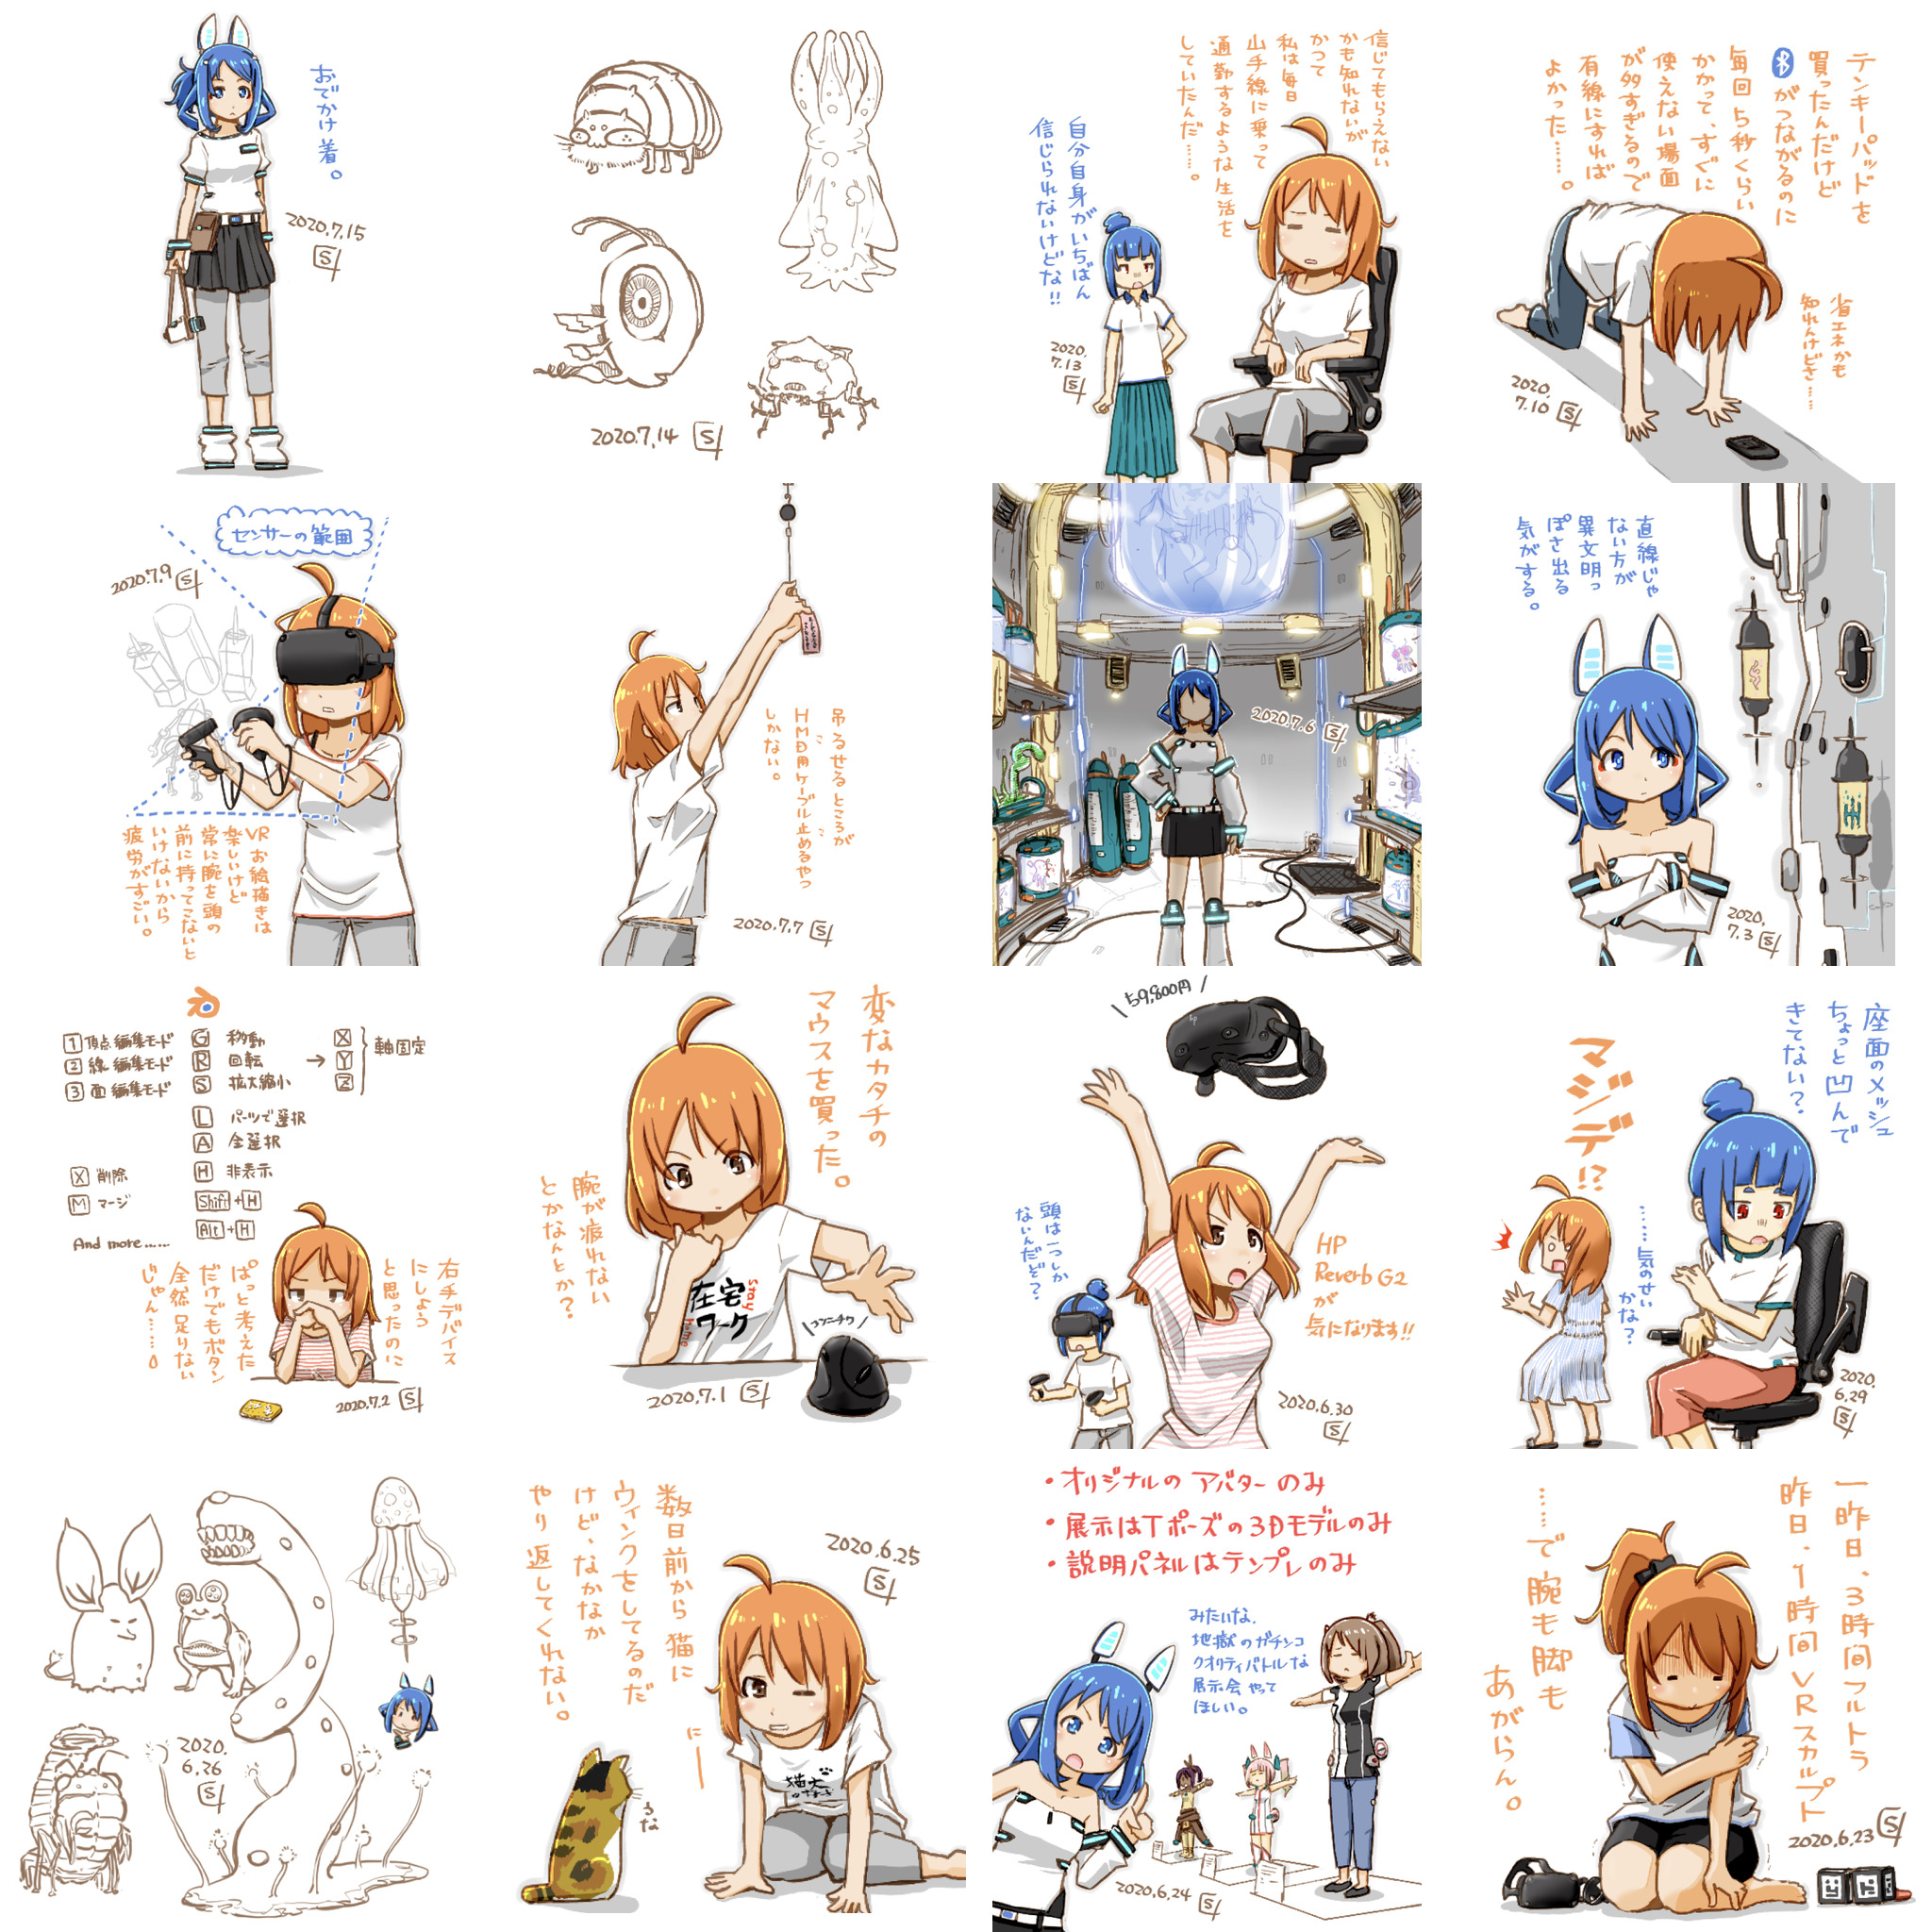 おでかけ着。
2020.7.15
2020.7.14
信じてもらえない
かも知れないが
かつて
私は毎日
山手線に乗って
通勤するような生活を
していたんだ……。
自分自身がいちばん
信じられないけどな!!
2020.
7.13
テンキーパッドを
買ったんだけど
がつながるのに
毎回5秒くらい
かかって、すぐに
使えない場面
が多すぎるので
有線にすれば
よかった……。
省エネかも
知れんけどさ……
2020.
7.10
センサーの範囲
2020.7.9
VRお絵描きは
楽しいけど
常に腕を頭の
前に持ってこないと
いけないから
疲労がすごい。
吊るせるところが
HMD用ケーブル止めるやつ
しかない。
2020.7.7
2020.7.6
直線じゃ
ない方が
異文明っ
ぽさ出る
気がする。
2020.
7.3
1 頂点編集モード
2 線編集モード
3 面編集モード
G 移動
R 回転
S 拡大縮小
→
X
Y
Z
軸固定
L パーツで選択
A 全選択
H 非表示
Shift+H
Alt+H
X 削除
M マージ
And more……
右手デバイス
にしよう
と思ったのに
ぱっと考えた
だけでもボタン
全然足りない
じゃん……。
2020.7.2
変なカタチの
マウスを買った。
腕が疲れない
とかなんとか?
在宅
ワーク
Stay
home
コンニチワ
2020.7.1
59,800円
hp
HP
Reverb G2
が
気になります!!
頭は一つしか
ないんだぞ?
2020.6.30
座面のメッシュ
ちょっと凹んで
きてない?
マジデ!?
……気のせい
かな?
2020.
6.29
2020.
6.26
数日前から猫に
ウィンクをしてるのだ
けど、なかなか
やり返してくれない。
にー
うな
2020.6.25
・オリジナルのアバターのみ
・展示はTポーズの3Dモデルのみ
・説明パネルはテンプレのみ
みたいな、
地獄のガチンコ
クオリティバトルな
展示会やって
ほしい。
2020.6.24
一昨日、3時間フルトラ
昨日、1時間VRスカルプト
……で腕も脚も
あがらん。
2020.6.23